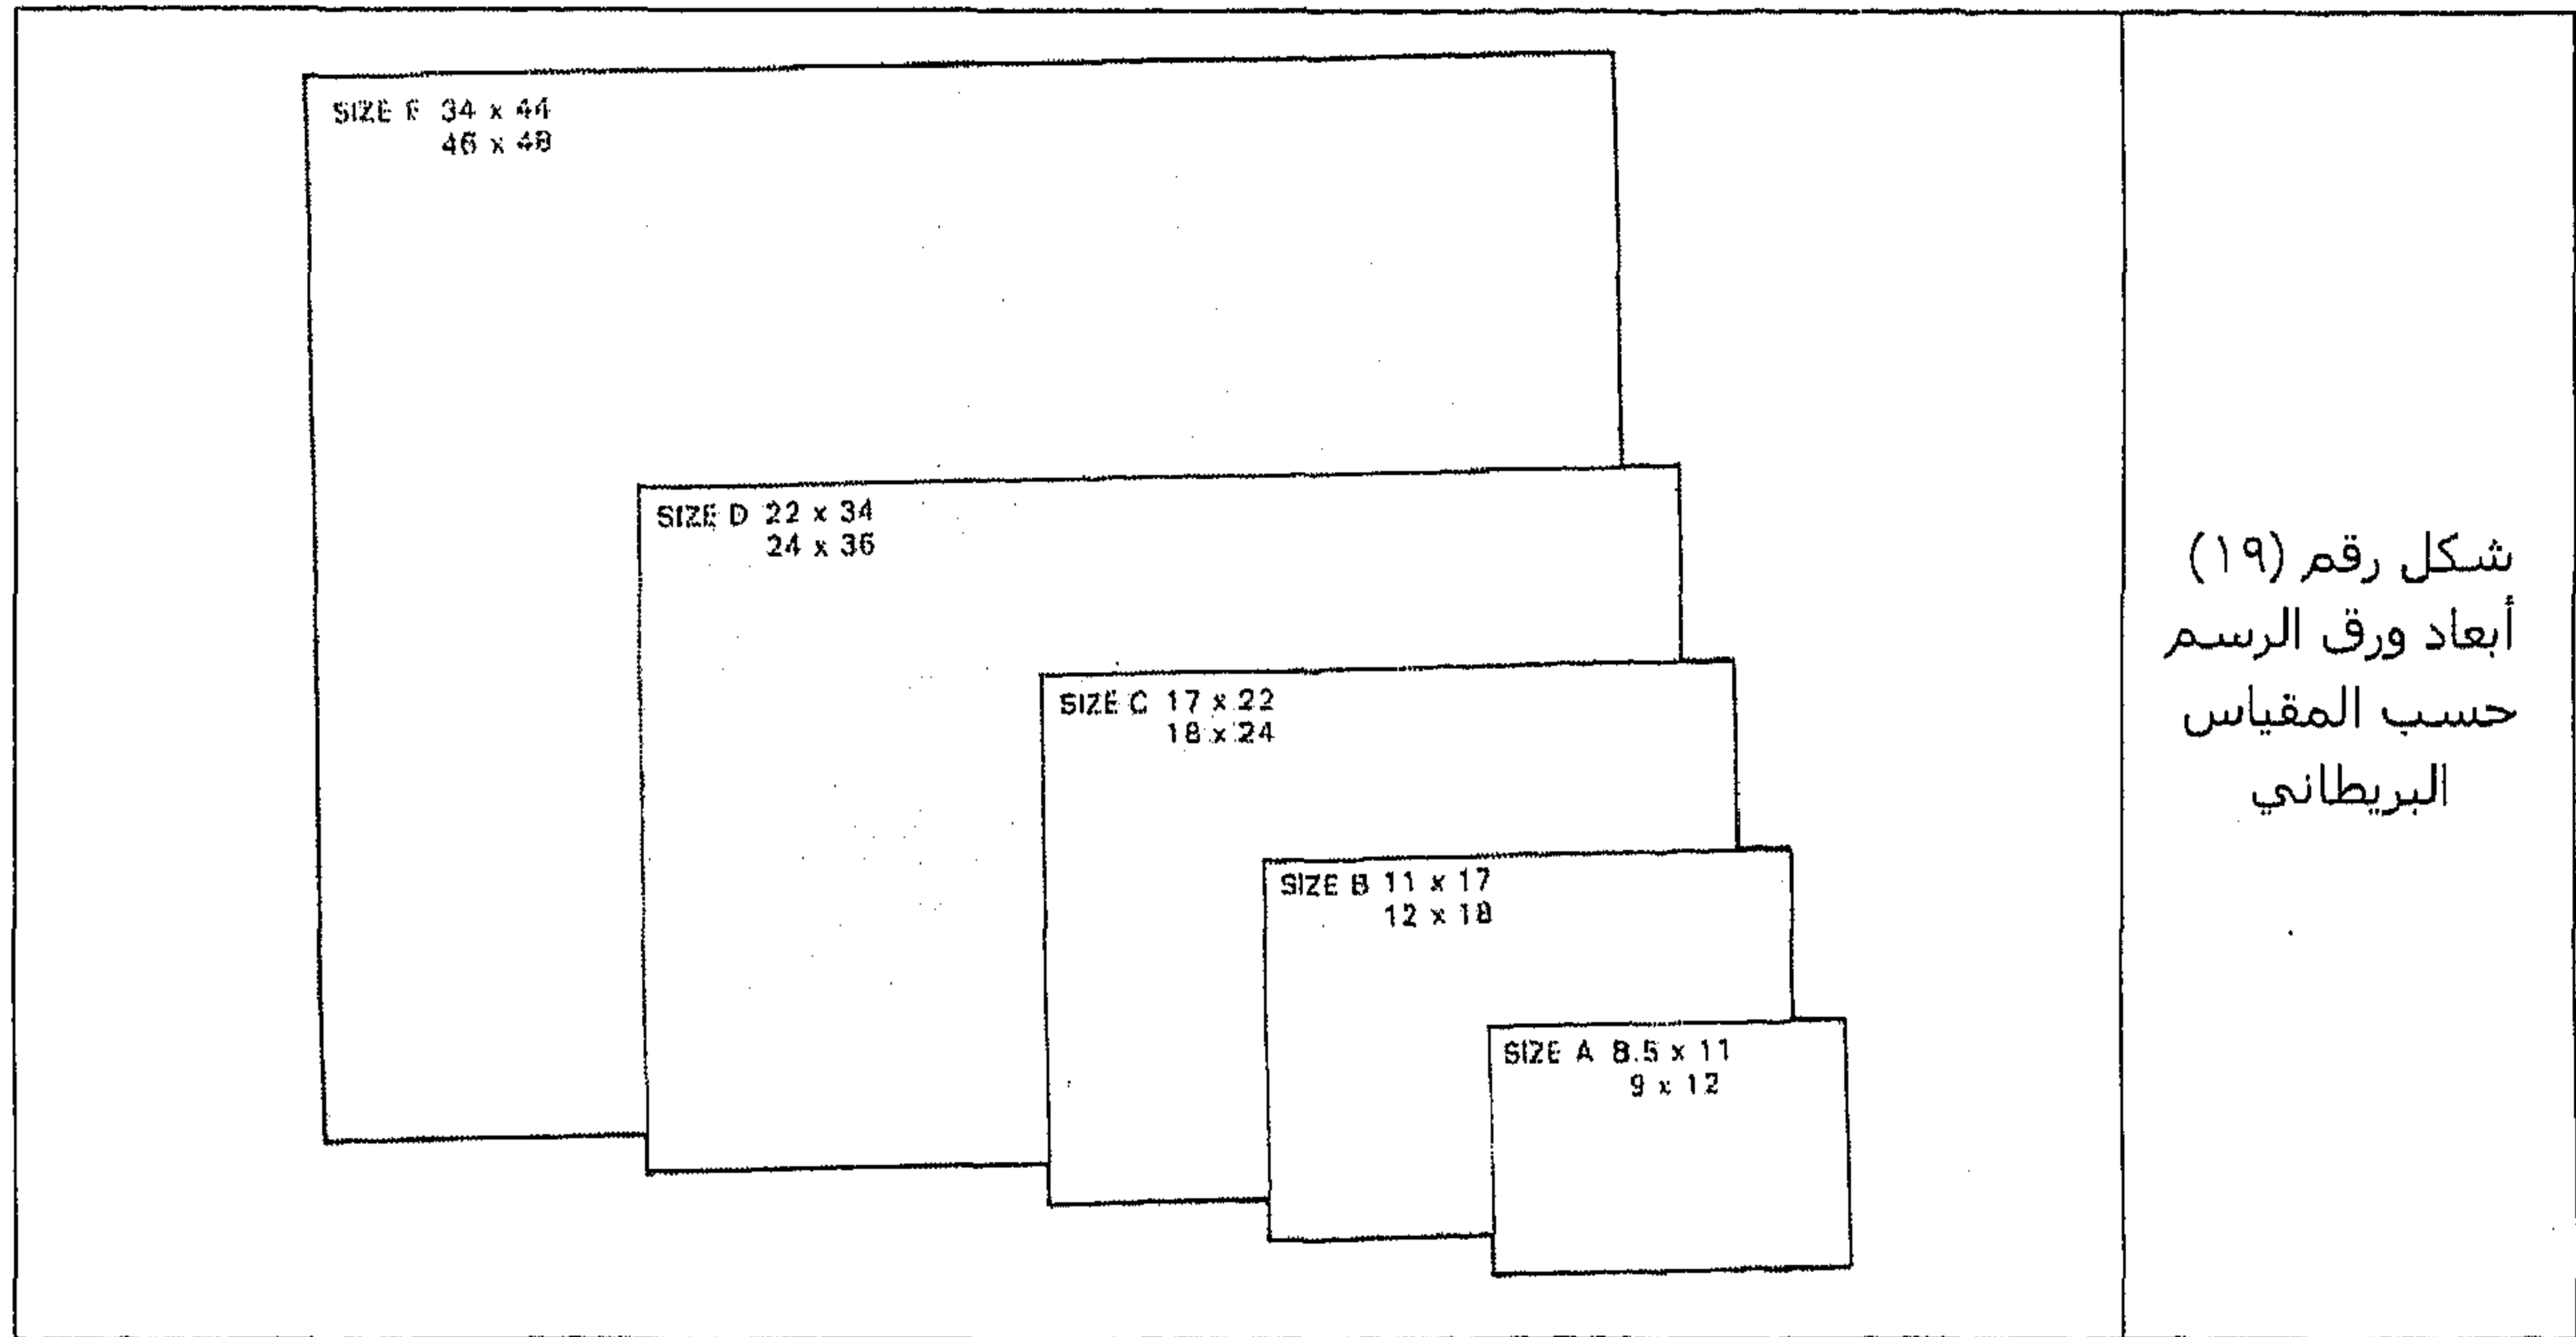 SIZE E 34 x 44
46 x 48
SIZE D 22 x 34
24 x 36
SIZE C 17 x 22
18 x 24
SIZE B 11 x 17
12 x 18
SIZE A 8.5 x 11
9 x 12
شكل رقم (١٩)
أبعاد ورق الرسم
حسب المقياس
البريطاني